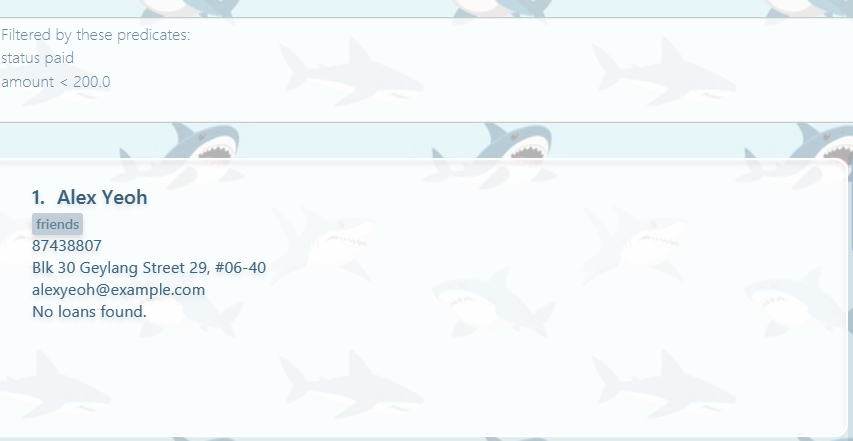 Filtered by these predicates:
status paid
amount < 200.0
1. Alex Yeoh
friends
87438807
Blk 30 Geylang Street 29, #06-40
alexyeoh@example.com
No loans found.